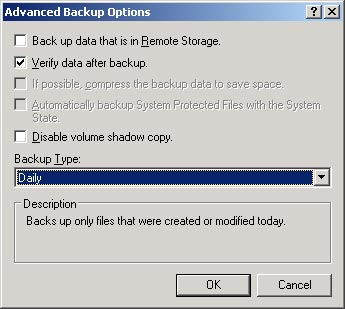 Advanced Backup Options
Back up data that is in Remote Storage.
Verify data after backup.
If possible, compress the backup data to save space.
Automatically backup System Protected Files with the System
State.
Disable volume shadow copy.
Backup Type:
Daily
Description
Backs up only files that were created or modified today.
OK
Cancel